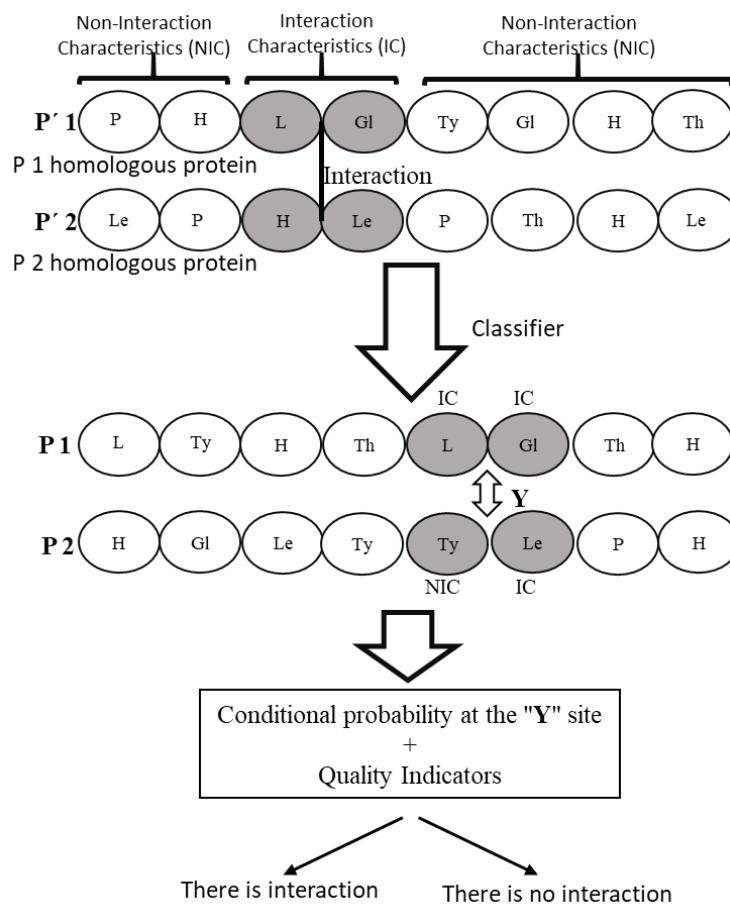 Non-Interaction
Characteristics (NIC)
Interaction
Characteristics (IC)
Non-Interaction
Characteristics (NIC)
P´ 1 P H L Gl Ty Gl H Th
P 1 homologous protein
Interaction
P´ 2 Le P H Le P Th H Le
P 2 homologous protein
Classifier
IC IC
P 1 L Ty H Th L Gl Th H
Y
P 2 H Gl Le Ty Ty Le P H
NIC IC
Conditional probability at the "Y" site
+
Quality Indicators
There is interaction
There is no interaction